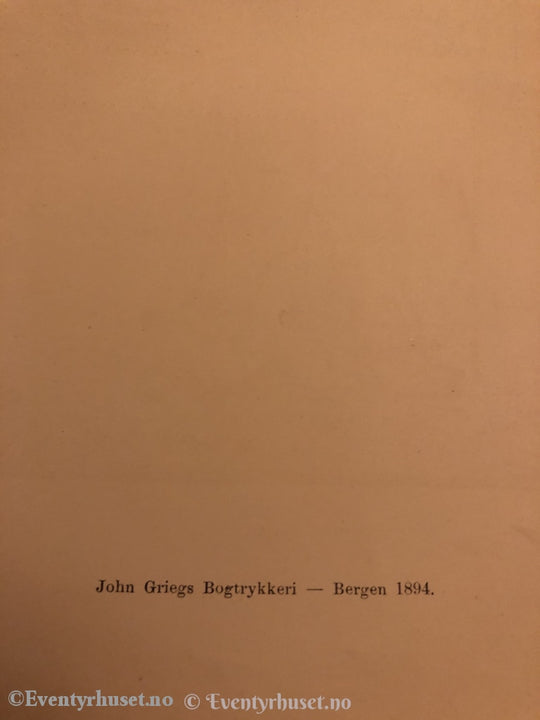 John Griegs Bogtrykkeri — Bergen 1894.
©Eventyrhuset.no © Eventyrhuset.no